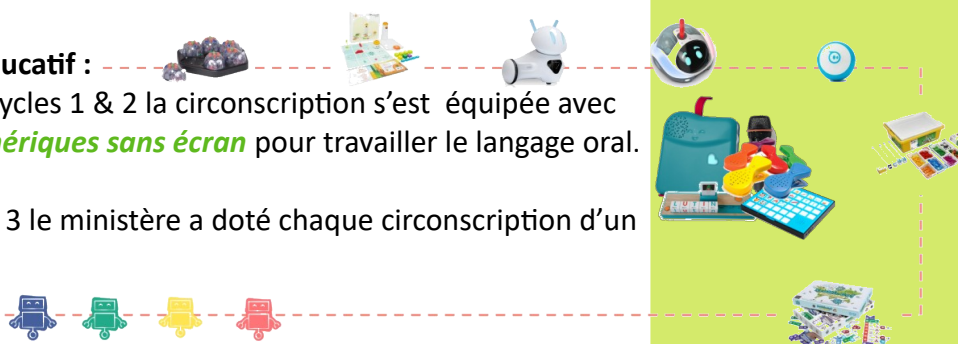 ucatif :
ycles 1 & 2 la circonscription s’est équipée avec
ériques sans écran pour travailler le langage oral.
3 le ministère a doté chaque circonscription d’un